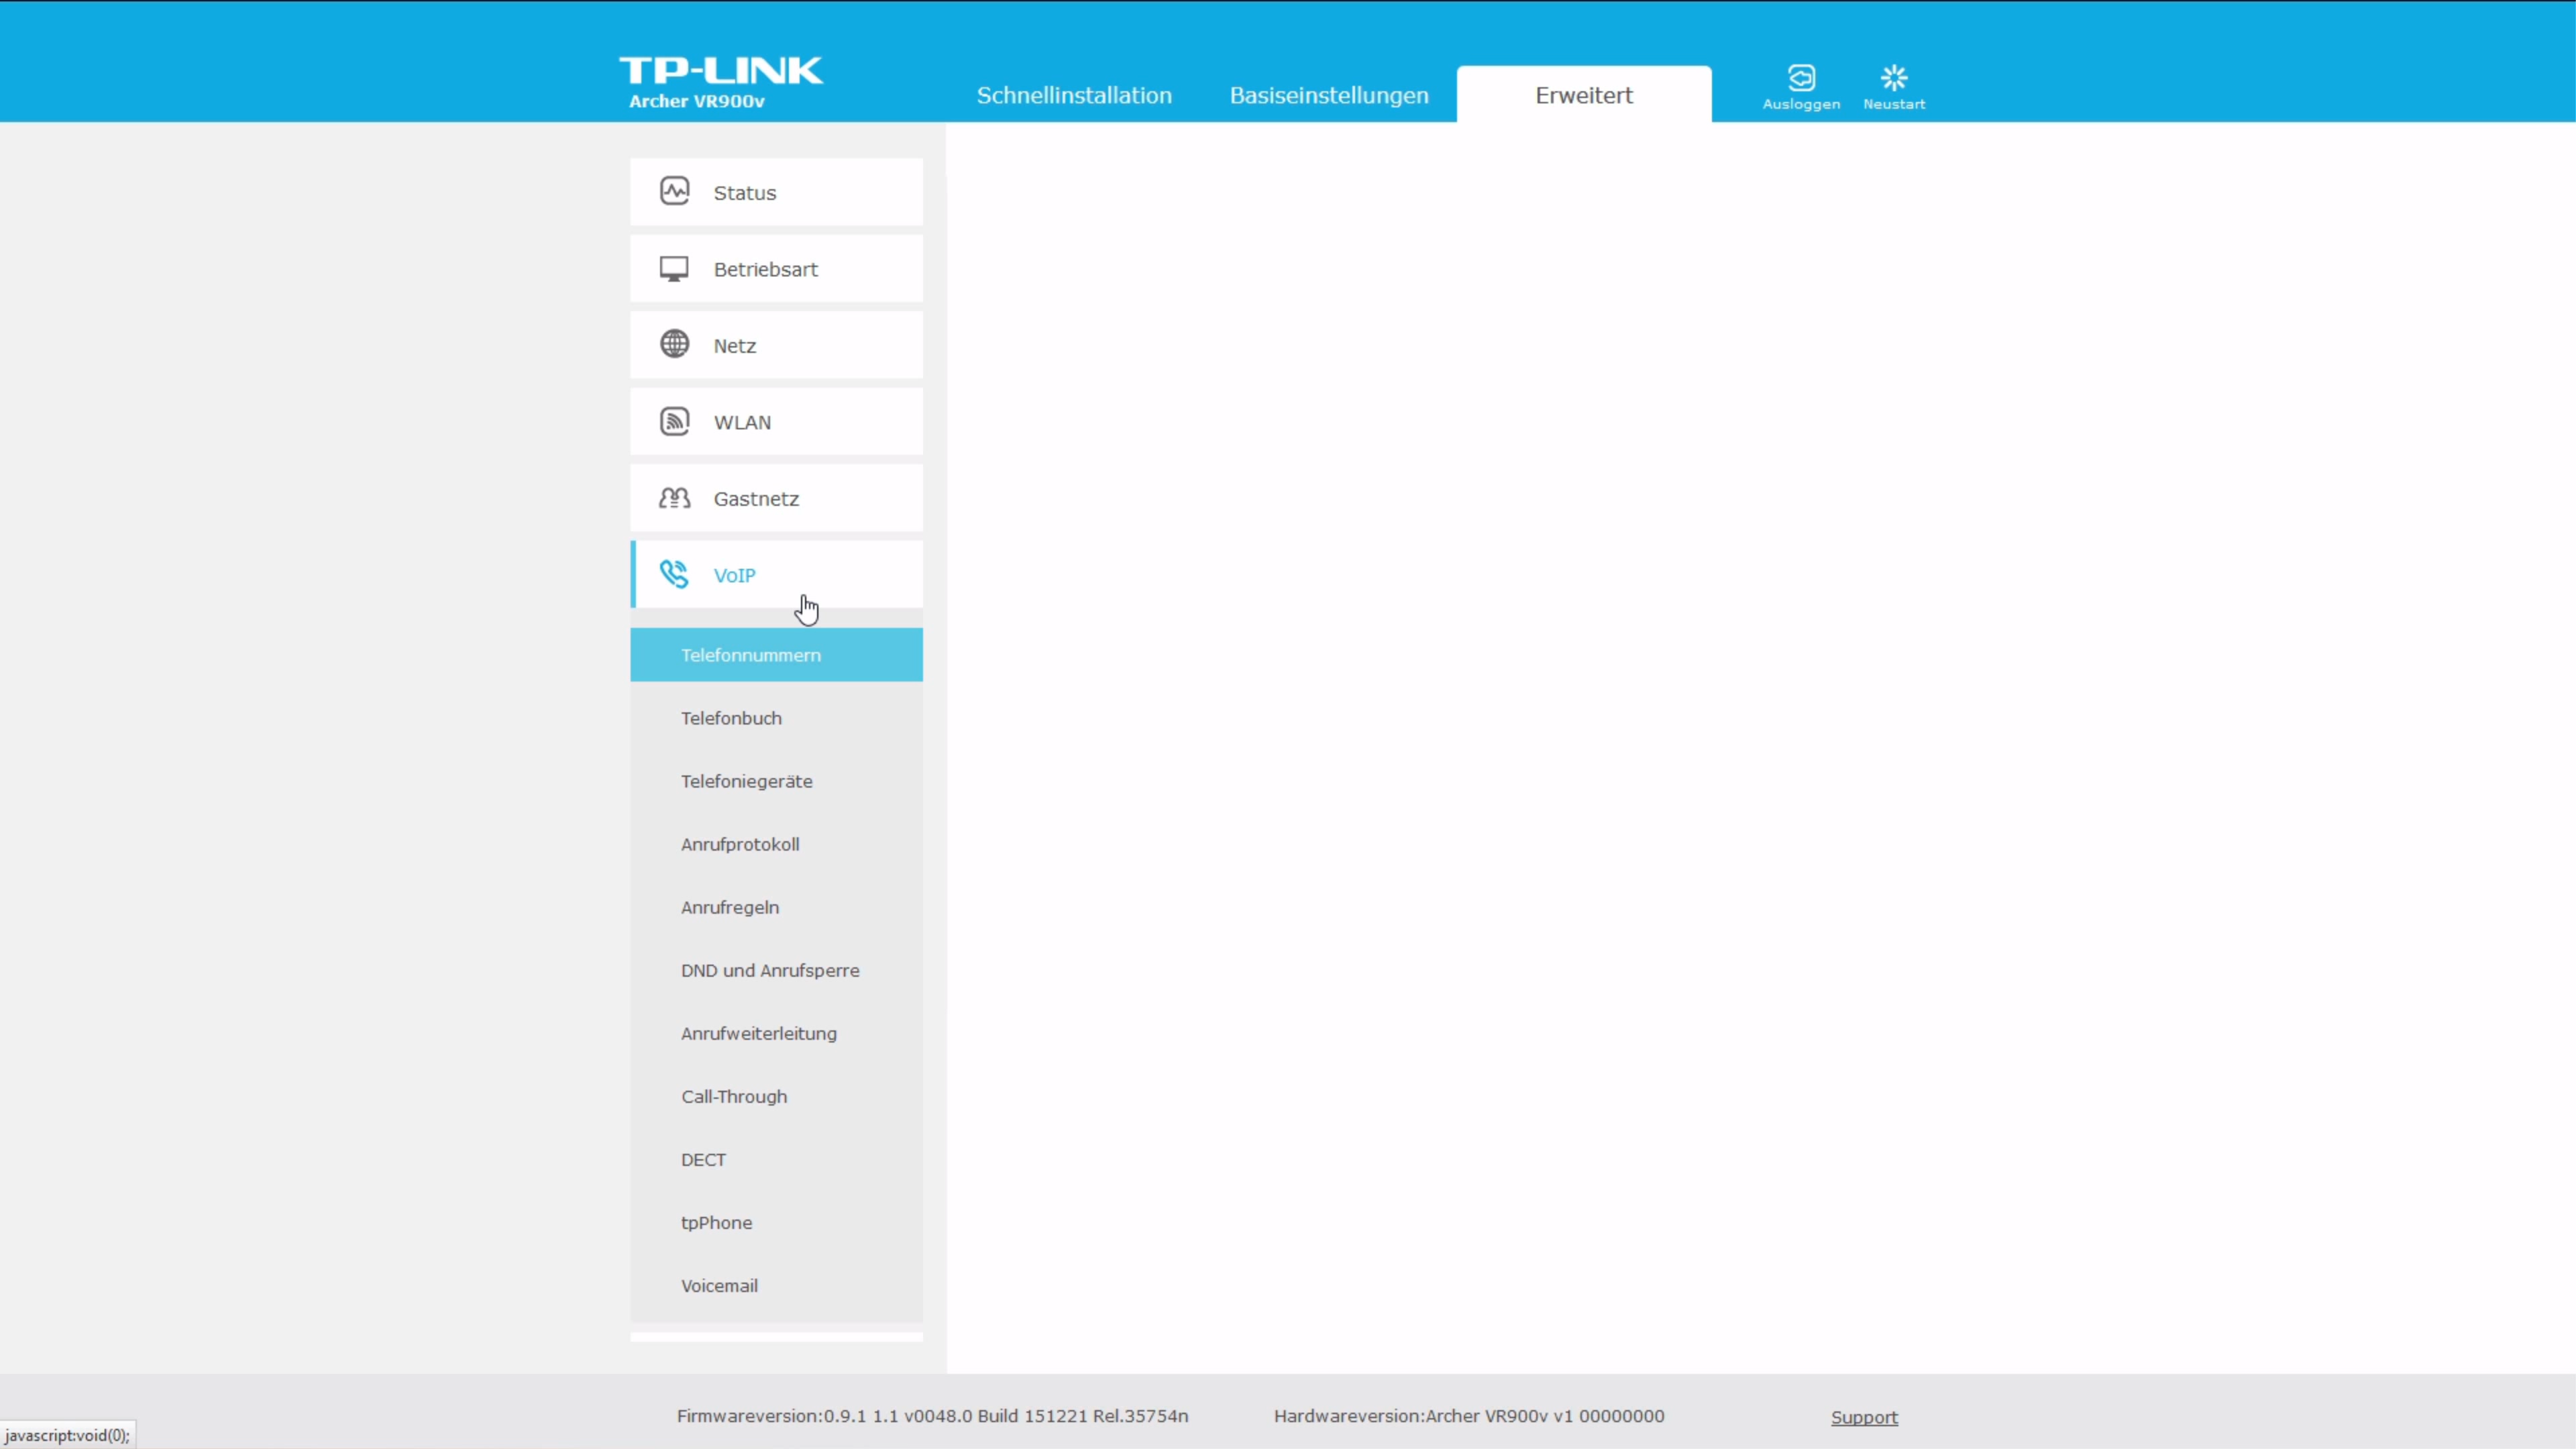 TP-LINK
Archer VR900v
Schnellinstallation
Basiseinstellungen
Erweitert
Ausloggen
Neustart
Status
Betriebsart
Netz
WLAN
Gastnetz
VoIP
Telefonnummern
Telefonbuch
Telefoniegeräte
Anrufprotokoll
Anrufregeln
DND und Anrufsperre
Anrufweiterleitung
Call-Through
DECT
tpPhone
Voicemail
Firmwareversion:0.9.1 1.1 v0048.0 Build 151221 Rel.35754n
Hardwareversion:Archer VR900v v1 00000000
Support
javascript:void(0);